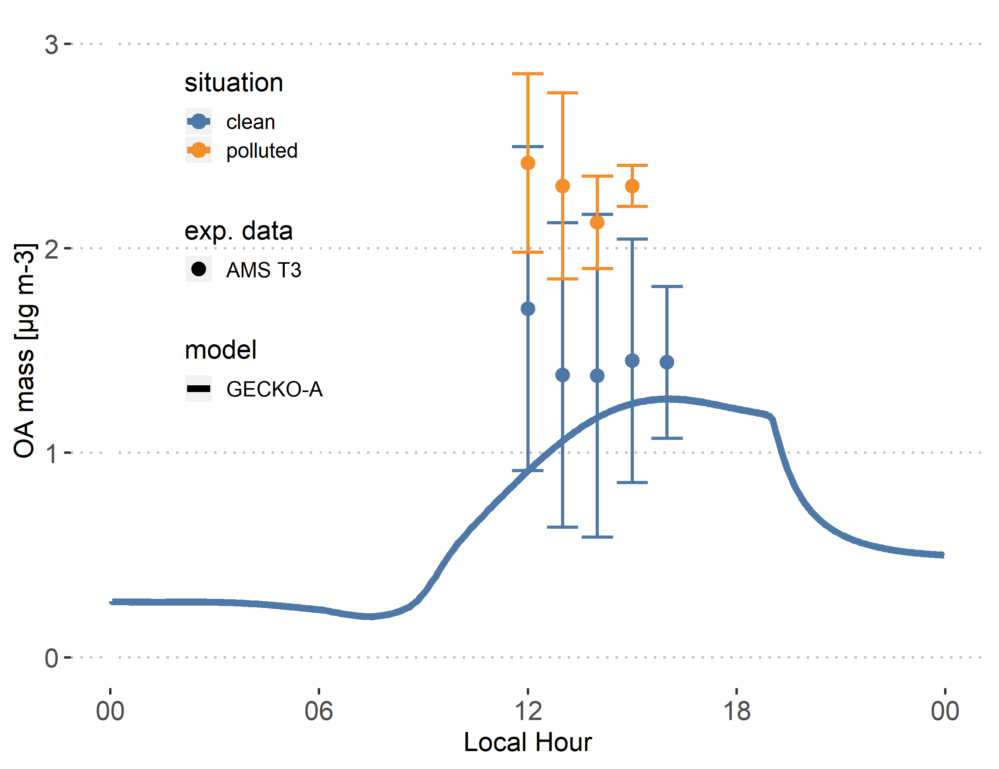 3
2
1
0
OA mass [µg m-3]
situation
clean
polluted
exp. data
AMS T3
model
GECKO-A
00 06 12 18 00
Local Hour